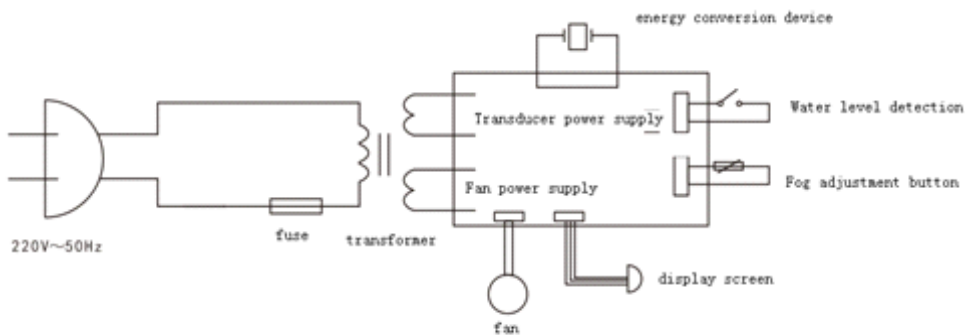 energy conversion device
Transducer power supply
Water level detection
Fan power supply
Fog adjustment button
fuse
transformer
220V～50Hz
display screen
fan